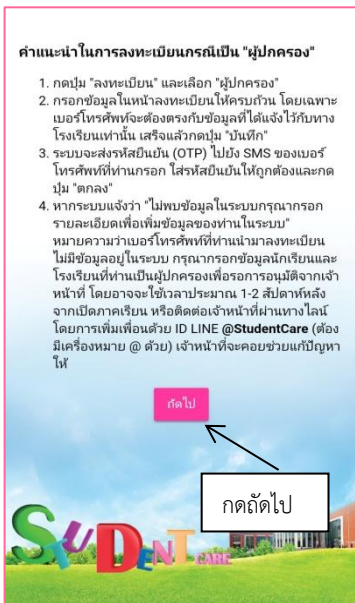 คำแนะนำในการลงทะเบียนกรณีเป็น "ผู้ปกครอง"
1. กดปุ่ม "ลงทะเบียน" และเลือก "ผู้ปกครอง"
2. กรอกข้อมูลในหน้าลงทะเบียนให้ครบถ้วน โดยเฉพาะ
เบอร์โทรศัพท์จะต้องตรงกับข้อมูลที่ได้แจ้งไว้กับทาง
โรงเรียนเท่านั้น เสร็จแล้วกดปุ่ม "บันทึก"
3. ระบบจะส่งรหัสยืนยัน (OTP) ไปยัง SMS ของเบอร์
โทรศัพท์ที่ท่านกรอก ใส่รหัสยืนยันให้ถูกต้องและกด
ปุ่ม "ตกลง"
4. หากระบบแจ้งว่า "ไม่พบข้อมูลในระบบกรุณากรอก
รายละเอียดเพื่อเพิ่มข้อมูลของท่านในระบบ"
หมายความว่าเบอร์โทรศัพท์ที่ท่านนำมาลงทะเบียน
ไม่มีข้อมูลอยู่ในระบบ กรุณากรอกข้อมูลนักเรียนและ
โรงเรียนที่ท่านเป็นผู้ปกครองเพื่อรอการอนุมัติจากเจ้า
หน้าที่ โดยอาจจะใช้เวลาประมาณ 1-2 สัปดาห์หลัง
จากเปิดภาคเรียน หรือติดต่อเจ้าหน้าที่ผ่านทางไลน์
โดยการเพิ่มเพื่อนด้วย ID LINE @StudentCare (ต้อง
มีเครื่องหมาย @ ด้วย) เจ้าหน้าที่จะคอยช่วยแก้ปัญหา
ให้
ถัดไป
กดถัดไป
STUDENT CARE